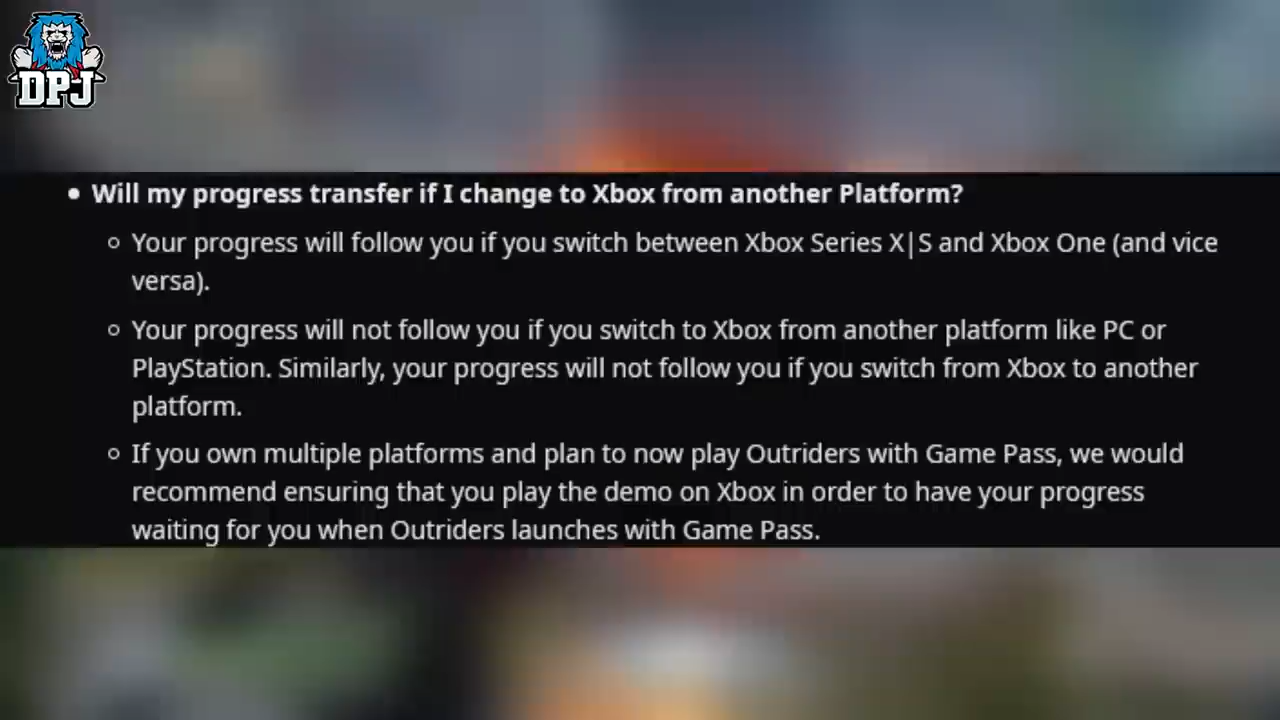 DPJ
Will my progress transfer if I change to Xbox from another Platform?
Your progress will follow you if you switch between Xbox Series X|S and Xbox One (and vice
versa).
Your progress will not follow you if you switch to Xbox from another platform like PC or
PlayStation. Similarly, your progress will not follow you if you switch from Xbox to another
platform.
If you own multiple platforms and plan to now play Outriders with Game Pass, we would
recommend ensuring that you play the demo on Xbox in order to have your progress
waiting for you when Outriders launches with Game Pass.